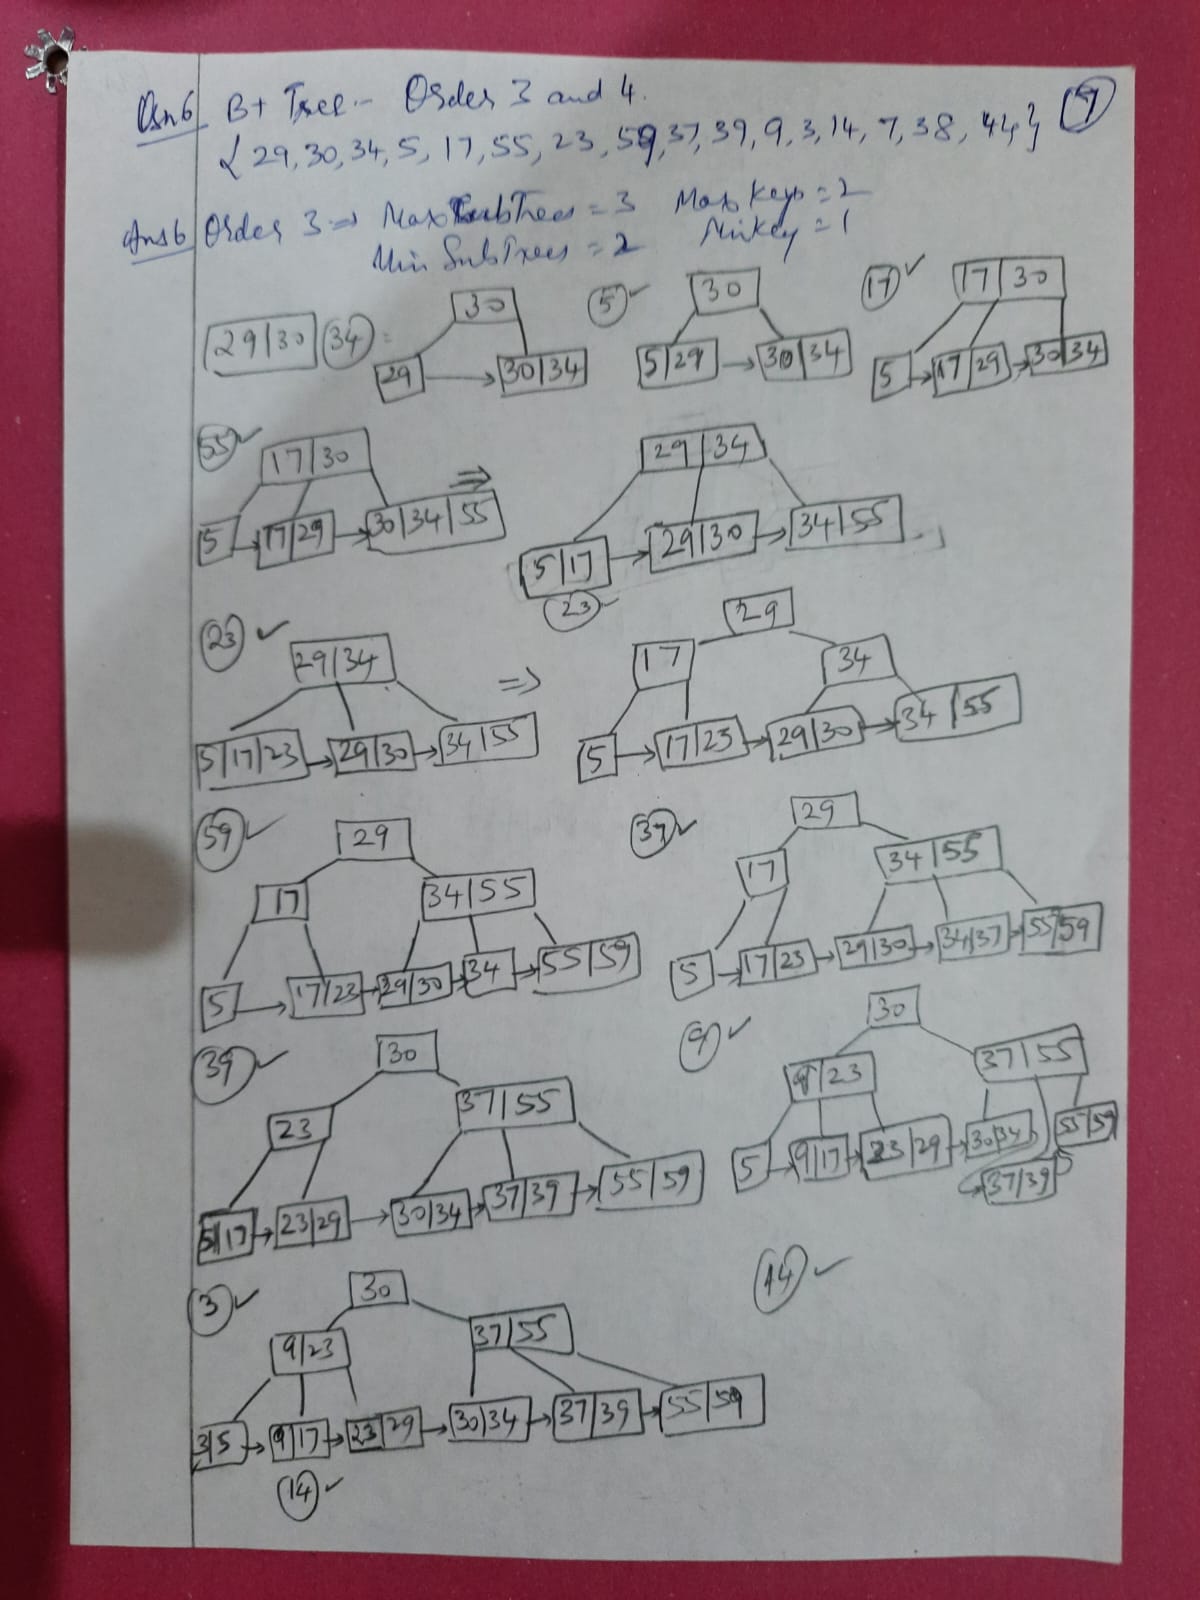 Qsn6 B+ Tree:- Order 3 and 4. 7
{29, 30, 34, 5, 17, 55, 23, 59, 37, 39, 9, 3, 14, 7, 38, 44}
Ans6 Order 3 ⇒ Max SubTrees = 3 Max Keys = 2
Min SubTrees = 2 Min key = 1
30 5 ✓ 30 17 ✓ 17|30
29|30 34 =
29 → 30|34 5|29 → 30|34 5 → 17|29 → 30|34
55 ✓ 17|30 ⇒ 29|34
5 → 17|29 → 30|34|55 5|17 → 29|30 → 34|55
23
23 ✓ 29|34 ⇒ 29
17 34
5|17|23 → 29|30 → 34|55 5 → 17|23 → 29|30 → 34|55
59 ✓ 29 37 ✓ 29
17 34|55 17 34|55
5 → 17|23 → 29|30 → 34 → 55|59 5 → 17|23 → 29|30 → 34|37 → 55|59
39 ✓ 30 9 ✓ 30
23 37|55 9|23 37|55
5|17 → 23|29 → 30|34 → 37|39 → 55|59 5 → 9|17 → 23|29 → 30|34 55|59
→ 37|39
3 ✓ 30 14 ✓
9|23 37|55
3|5 → 9|17 → 23|29 → 30|34 → 37|39 → 55|59
14 ✓